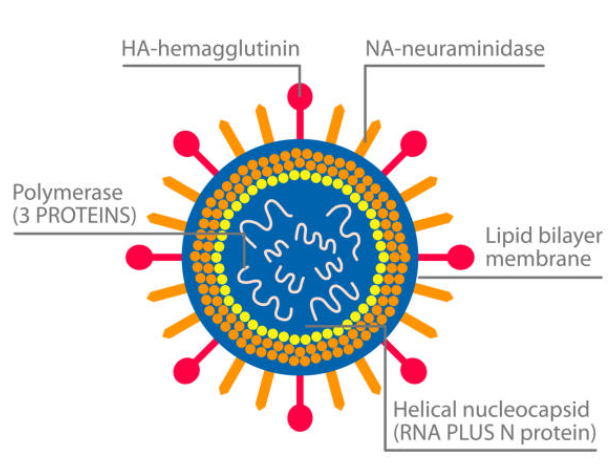 HA-hemagglutinin
NA-neuraminidase
Polymerase
(3 PROTEINS)
Lipid bilayer
membrane
Helical nucleocapsid
(RNA PLUS N protein)